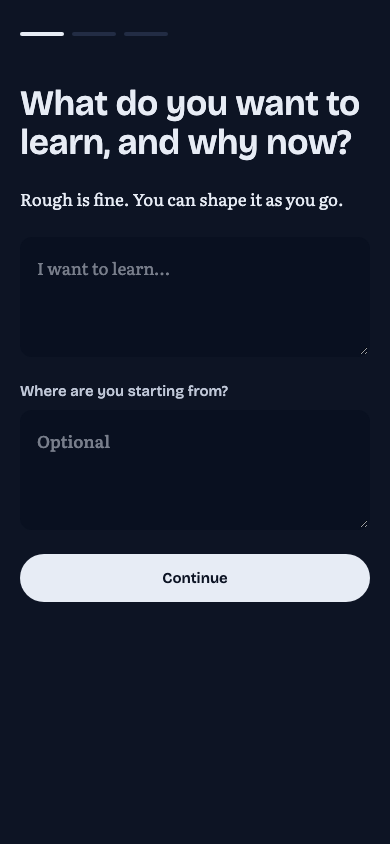 What do you want to
learn, and why now?
Rough is fine. You can shape it as you go.
I want to learn...
Where are you starting from?
Optional
Continue